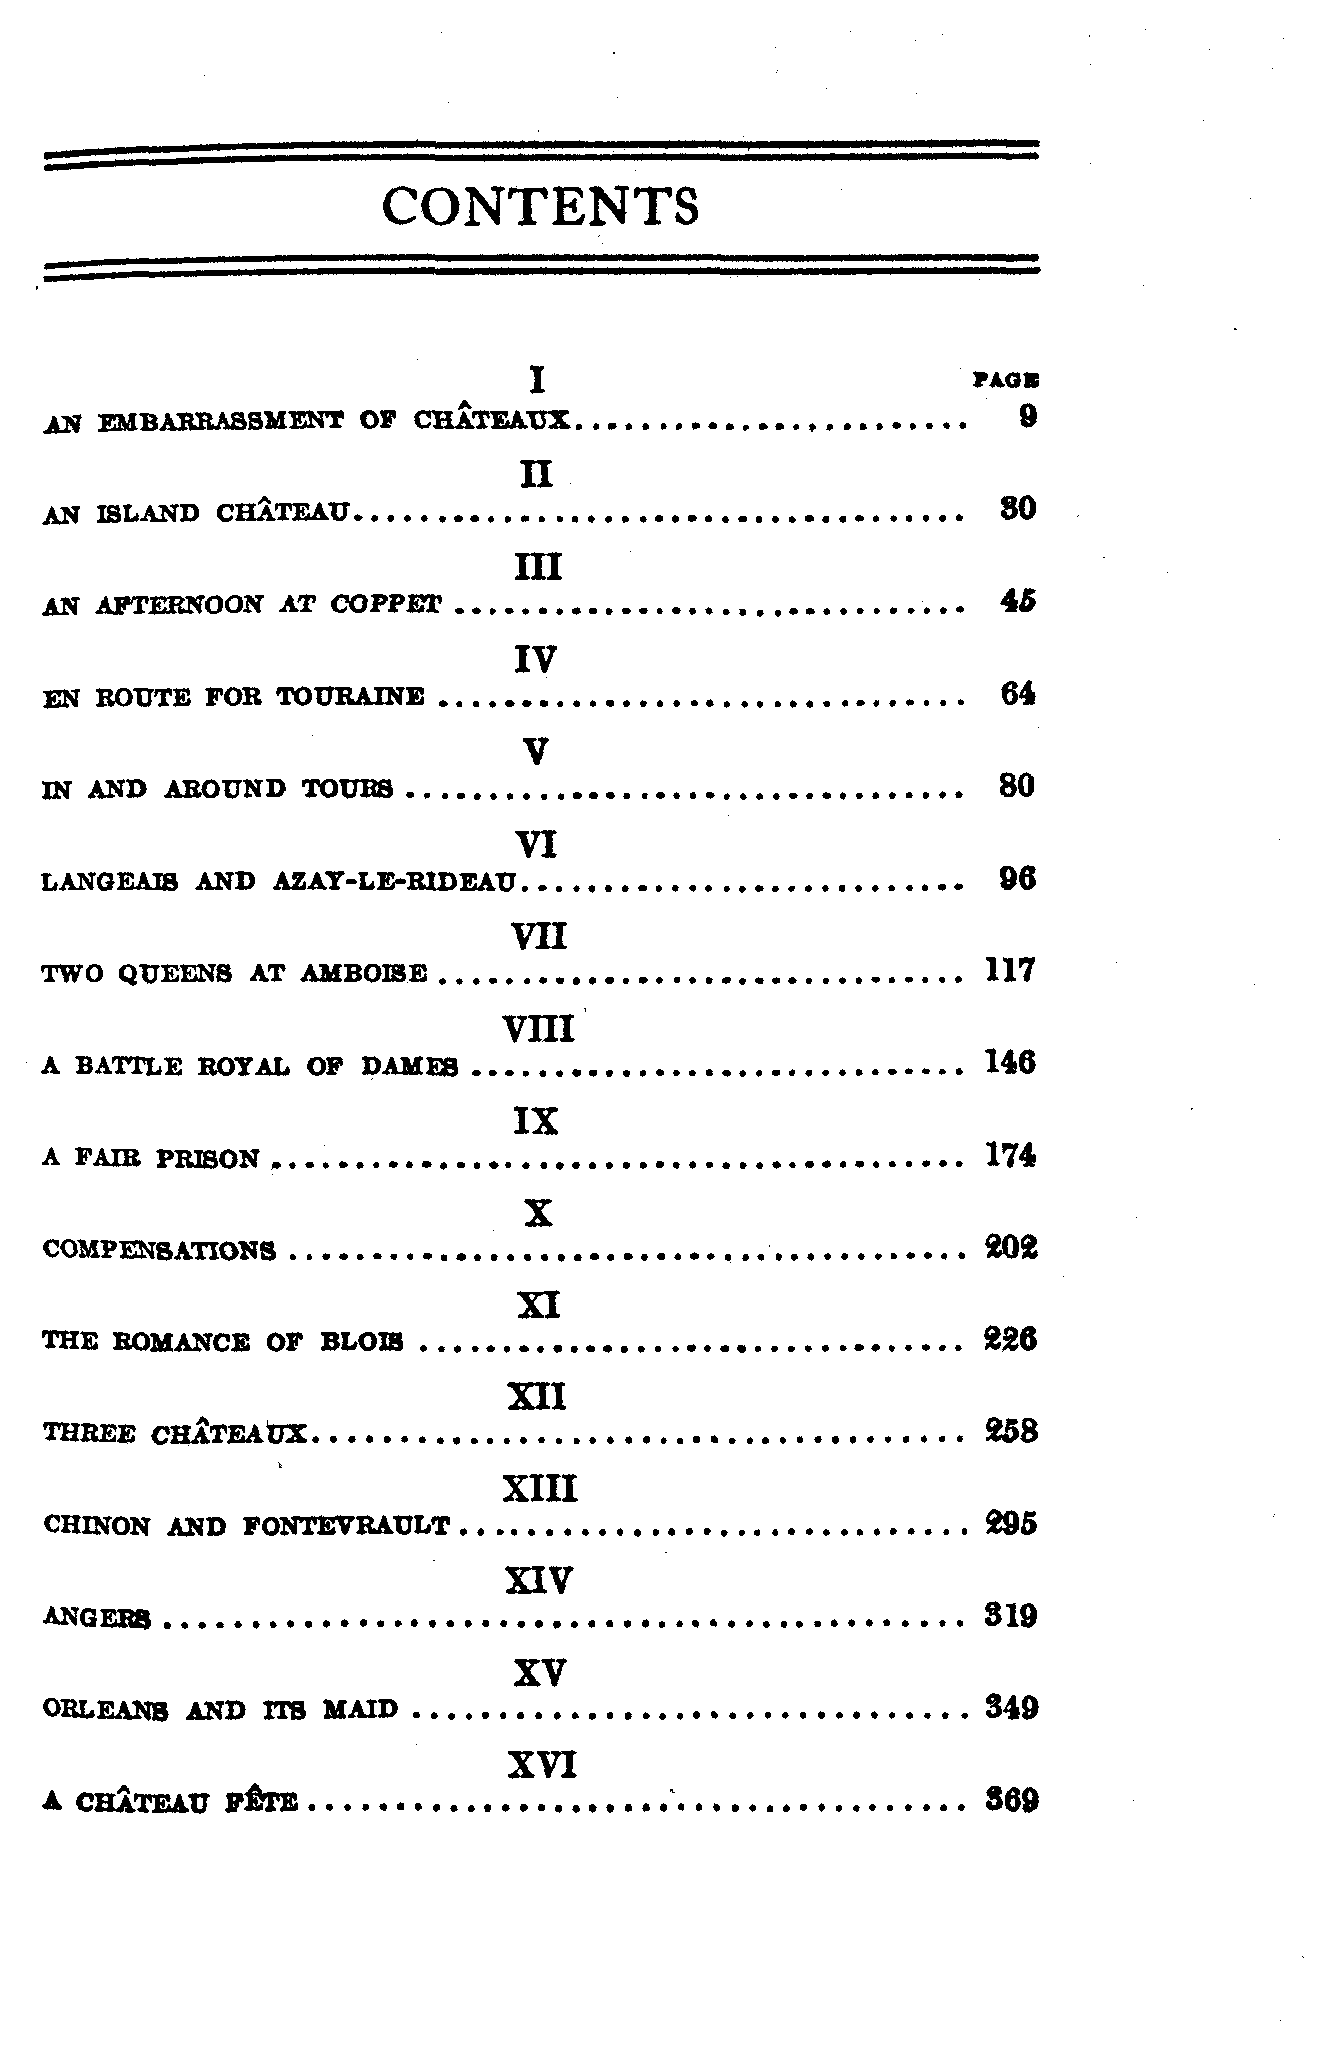 CONTENTS
I PAGE
AN EMBARRASSMENT OF CHÂTEAUX........................ 9
II
AN ISLAND CHÂTEAU..................................... 30
III
AN AFTERNOON AT COPPET ............................... 45
IV
EN ROUTE FOR TOURAINE ................................ 64
V
IN AND AROUND TOURS .................................. 80
VI
LANGEAIS AND AZAY-LE-RIDEAU........................... 96
VII
TWO QUEENS AT AMBOISE ................................ 117
VIII
A BATTLE ROYAL OF DAMES .............................. 146
IX
A FAIR PRISON .......................................... 174
X
COMPENSATIONS ......................................... 202
XI
THE ROMANCE OF BLOIS ................................. 226
XII
THREE CHÂTEAUX........................................ 258
XIII
CHINON AND FONTEVRAULT............................... 295
XIV
ANGERS ................................................ 319
XV
ORLEANS AND ITS MAID .................................. 349
XVI
A CHÂTEAU FÊTE ........................................ 369